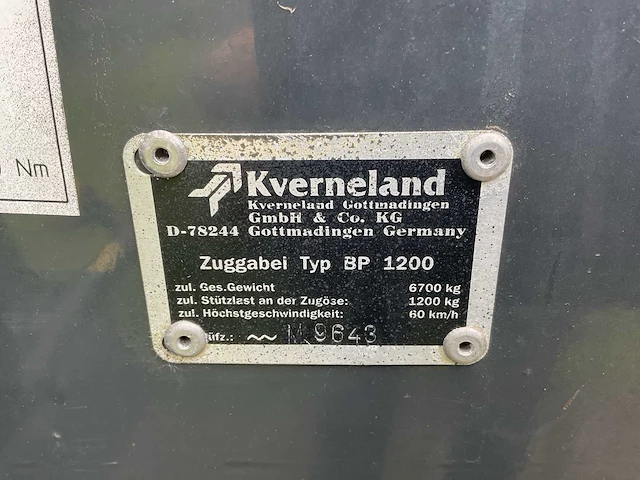 Nm
Kverneland
Kverneland Gottmadingen
GmbH & Co. KG
D-78244 Gottmadingen Germany
Zuggabel Typ BP 1200
zul. Ges.Gewicht 6700 kg
zul. Stützlast an der Zugöse: 1200 kg
zul. Höchstgeschwindigkeit: 60 km/h
M 9643